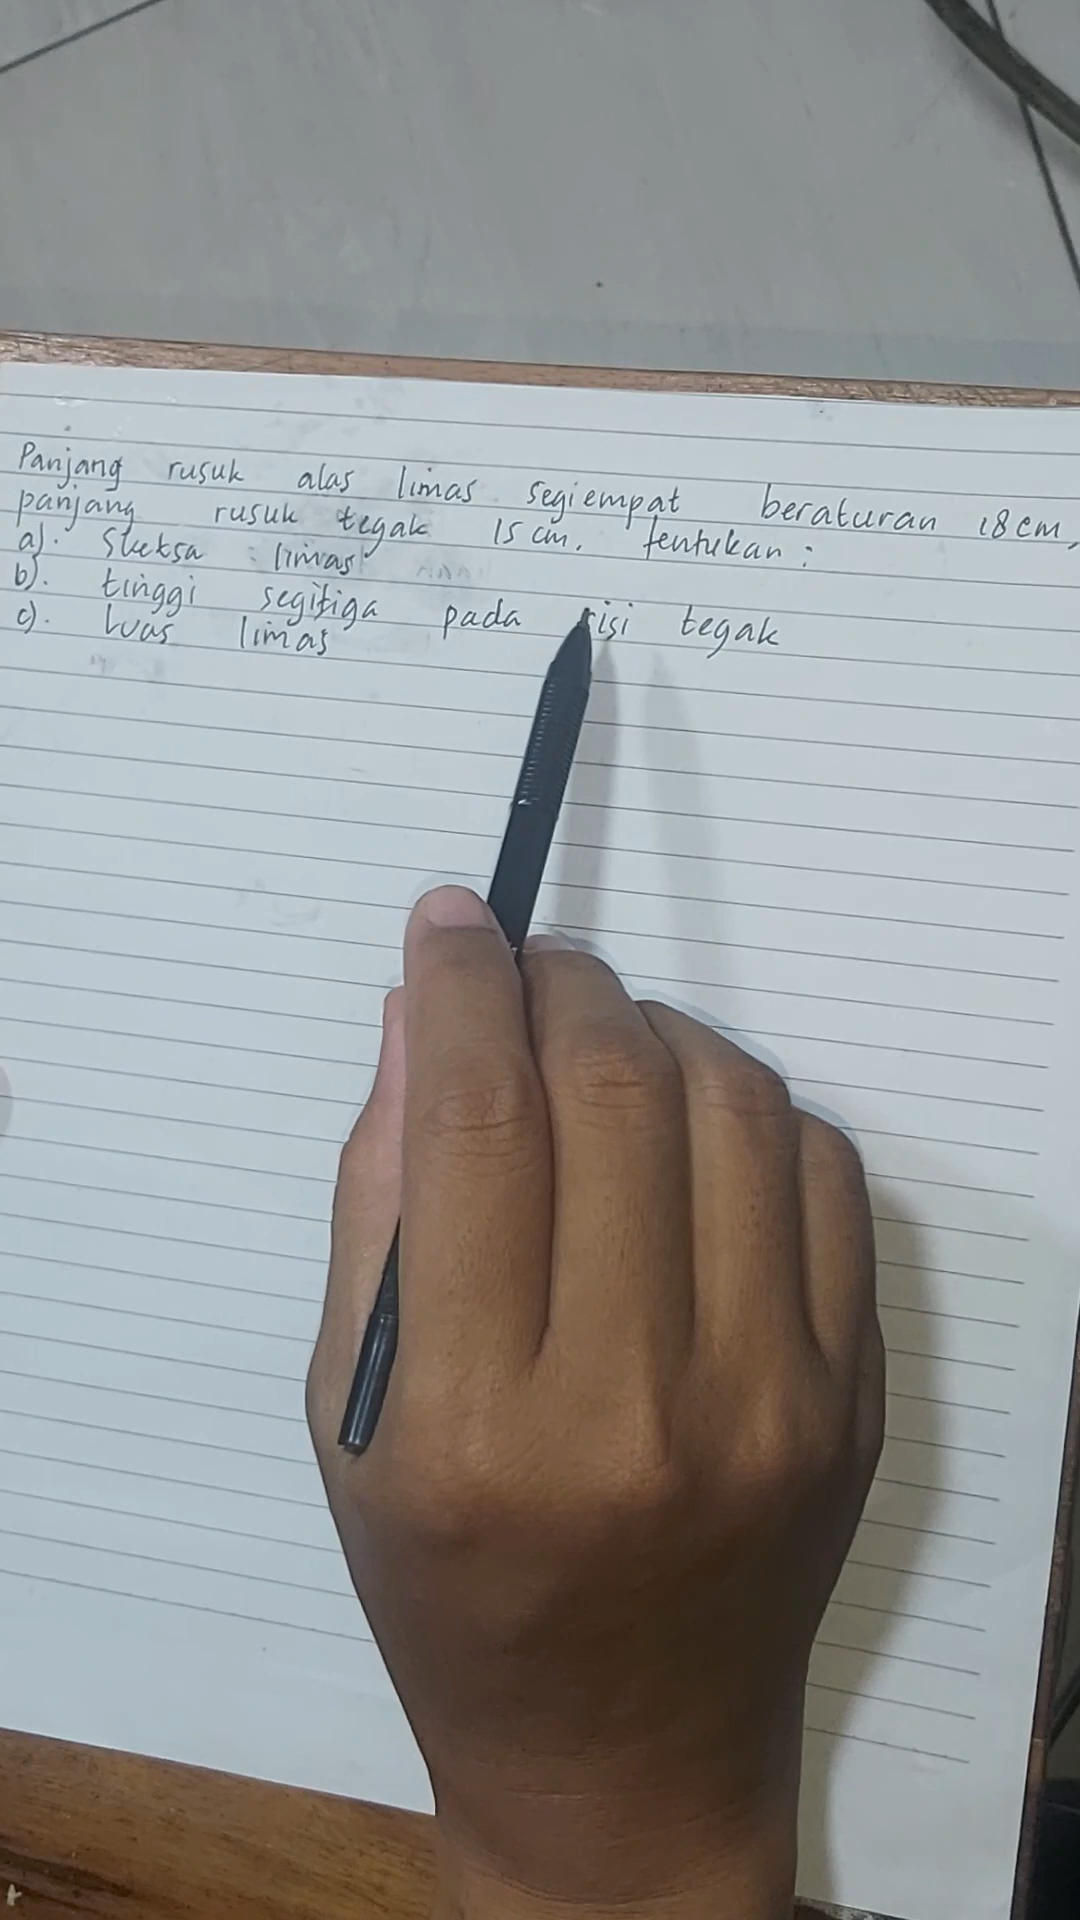 Panjang rusuk alas limas segiempat beraturan 18 cm,
panjang rusuk tegak 15 cm. tentukan :
a). Sketsa limas
b). tinggi segitiga pada sisi tegak
c). Luas limas